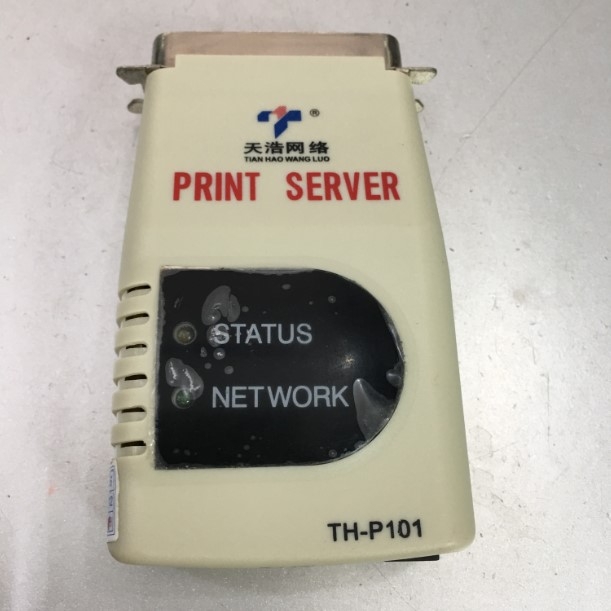 ®
天浩网络
TIAN HAO WANG LUO
PRINT SERVER
STATUS
NETWORK
TH-P101